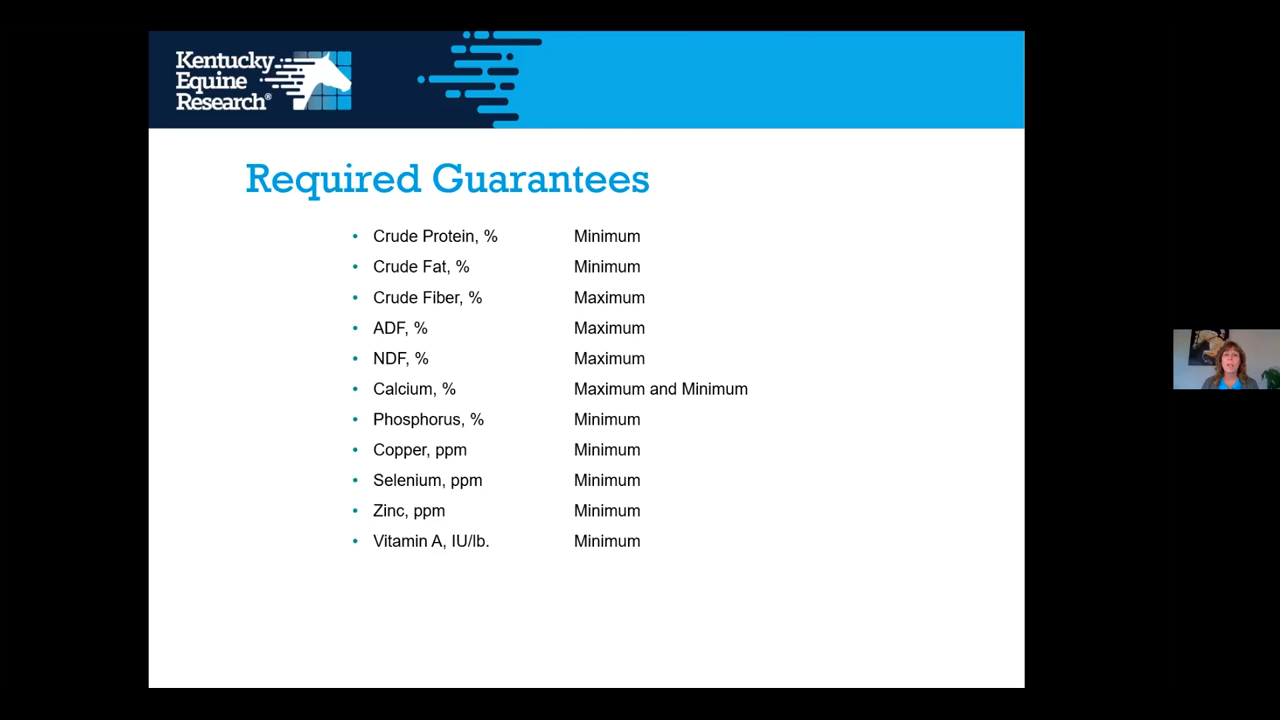 Kentucky
Equine
Research®
Required Guarantees
• Crude Protein, % Minimum
• Crude Fat, % Minimum
• Crude Fiber, % Maximum
• ADF, % Maximum
• NDF, % Maximum
• Calcium, % Maximum and Minimum
• Phosphorus, % Minimum
• Copper, ppm Minimum
• Selenium, ppm Minimum
• Zinc, ppm Minimum
• Vitamin A, IU/lb. Minimum